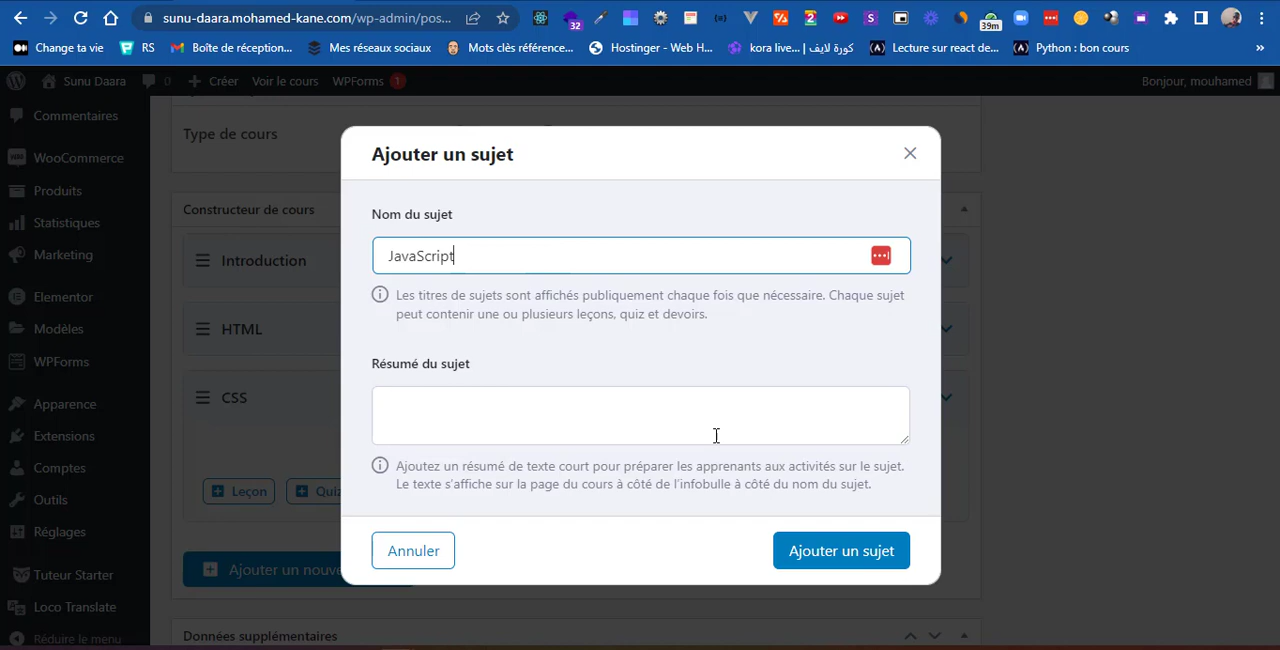 sunu-daara.mohamed-kane.com/wp-admin/pos...
32
39m
Change ta vie
RS
Boîte de réception...
Mes réseaux sociaux
Mots clés référence...
Hostinger - Web H...
kora live... | كورة لايف
Lecture sur react de...
Python : bon cours
»
Sunu Daara
0
Créer
Voir le cours
WPForms 1
Bonjour, mouhamed
Commentaires
WooCommerce
Produits
Statistiques
Marketing
Elementor
Modèles
WPForms
Apparence
Extensions
Comptes
Outils
Réglages
Tuteur Starter
Loco Translate
Réduire le menu
Type de cours
Constructeur de cours
Introduction
HTML
CSS
Leçon
Quiz
Ajouter un nouve
Données supplémentaires
Ajouter un sujet
Nom du sujet
JavaScript
Les titres de sujets sont affichés publiquement chaque fois que nécessaire. Chaque sujet
peut contenir une ou plusieurs leçons, quiz et devoirs.
Résumé du sujet
Ajoutez un résumé de texte court pour préparer les apprenants aux activités sur le sujet.
Le texte s'affiche sur la page du cours à côté de l'infobulle à côté du nom du sujet.
Annuler
Ajouter un sujet